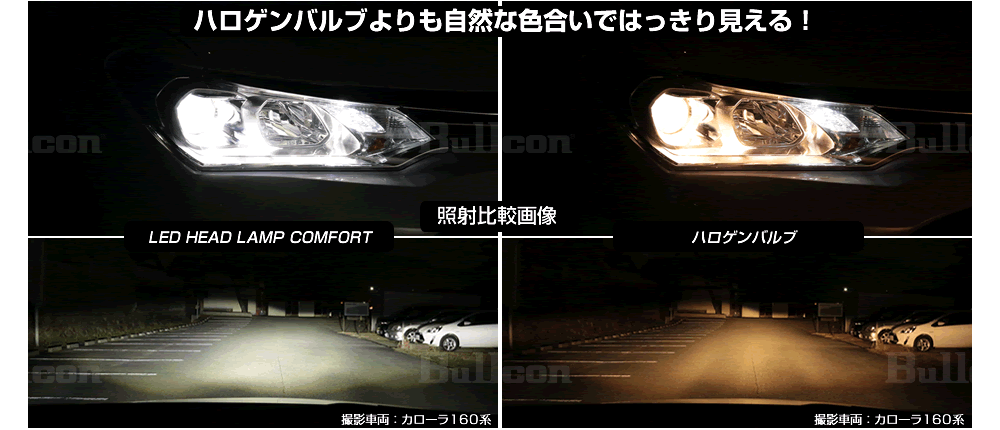 ハロゲンバルブよりも自然な色合いではっきり見える！
Bullcon
照射比較画像
LED HEAD LAMP COMFORT
ハロゲンバルブ
Bullcon
撮影車両：カローラ160系
撮影車両：カローラ160系